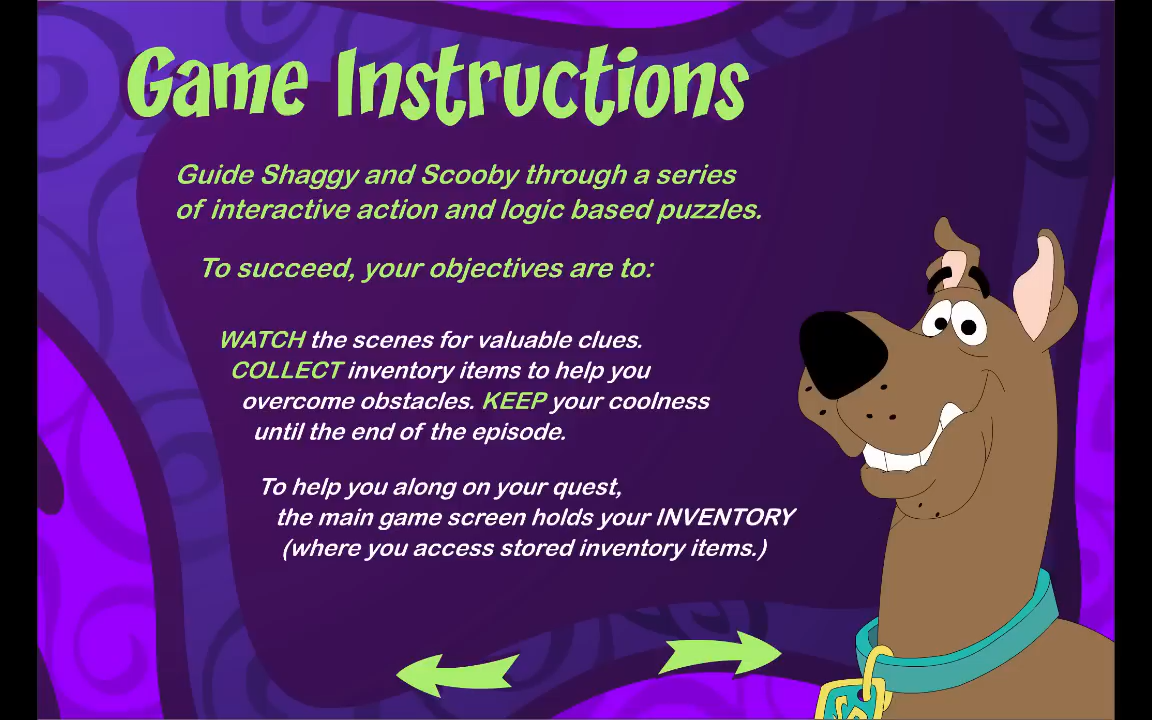 Game Instructions
Guide Shaggy and Scooby through a series
of interactive action and logic based puzzles.
To succeed, your objectives are to:
WATCH the scenes for valuable clues.
COLLECT inventory items to help you
overcome obstacles. KEEP your coolness
until the end of the episode.
To help you along on your quest,
the main game screen holds your INVENTORY
(where you access stored inventory items.)